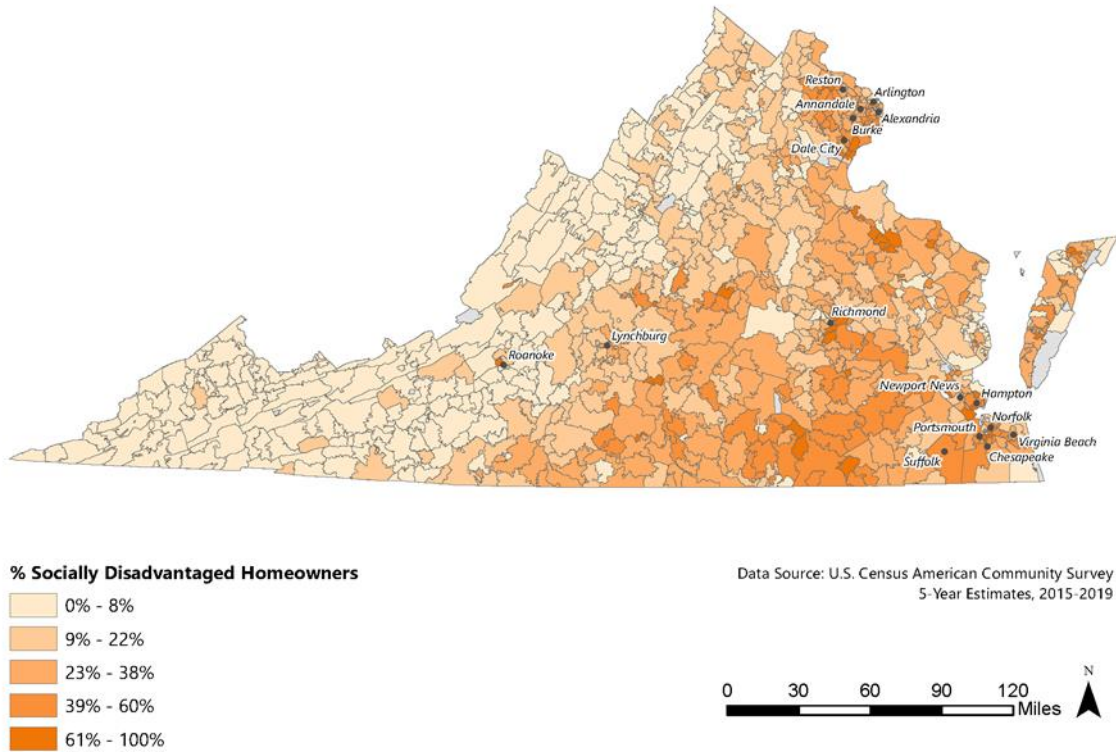 Reston
Arlington
Annandale
Alexandria
Burke
Dale City
Richmond
Lynchburg
Roanoke
Newport News
Hampton
Norfolk
Portsmouth
Virginia Beach
Suffolk
Chesapeake
% Socially Disadvantaged Homeowners
0% - 8%
9% - 22%
23% - 38%
39% - 60%
61% - 100%
Data Source: U.S. Census American Community Survey
5-Year Estimates, 2015-2019
N
0 30 60 90 120
Miles